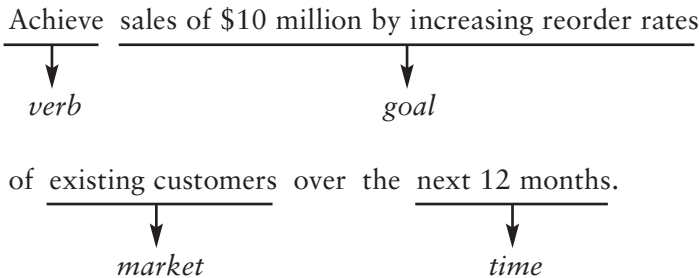 Achieve sales of $10 million by increasing reorder rates
verb goal
of existing customers over the next 12 months.
market time